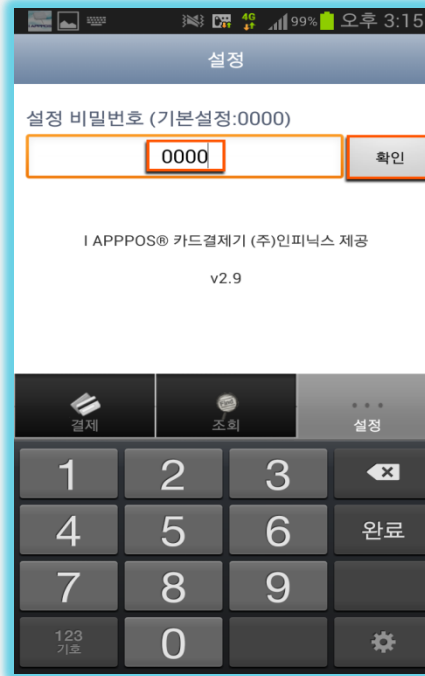 4G 99% 오후 3:15
설정
설정 비밀번호 (기본설정:0000)
0000 확인
I APPPOS® 카드결제기 (주)인피닉스 제공
v2.9
결제 조회 설정
1 2 3
4 5 6 완료
7 8 9
123
기호 0